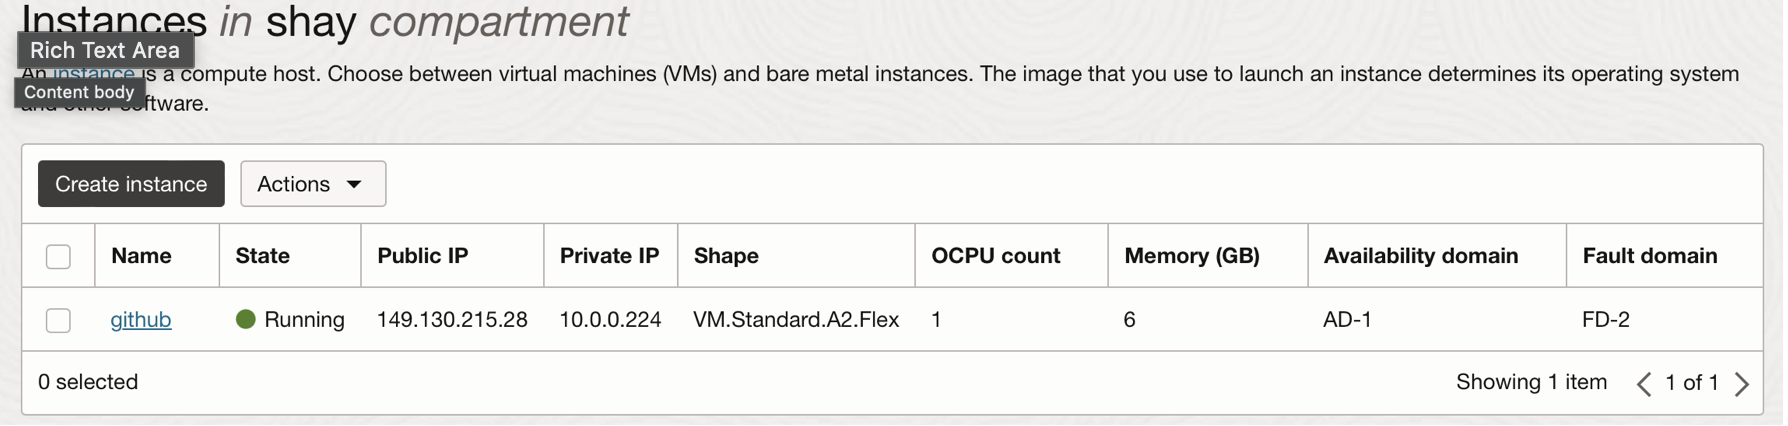 Instances in shay compartment
Rich Text Area
An instance is a compute host. Choose between virtual machines (VMs) and bare metal instances. The image that you use to launch an instance determines its operating system
Content body
and other software.
Create instance Actions
Name State Public IP Private IP Shape OCPU count Memory (GB) Availability domain Fault domain
github Running 149.130.215.28 10.0.0.224 VM.Standard.A2.Flex 1 6 AD-1 FD-2
0 selected Showing 1 item 1 of 1